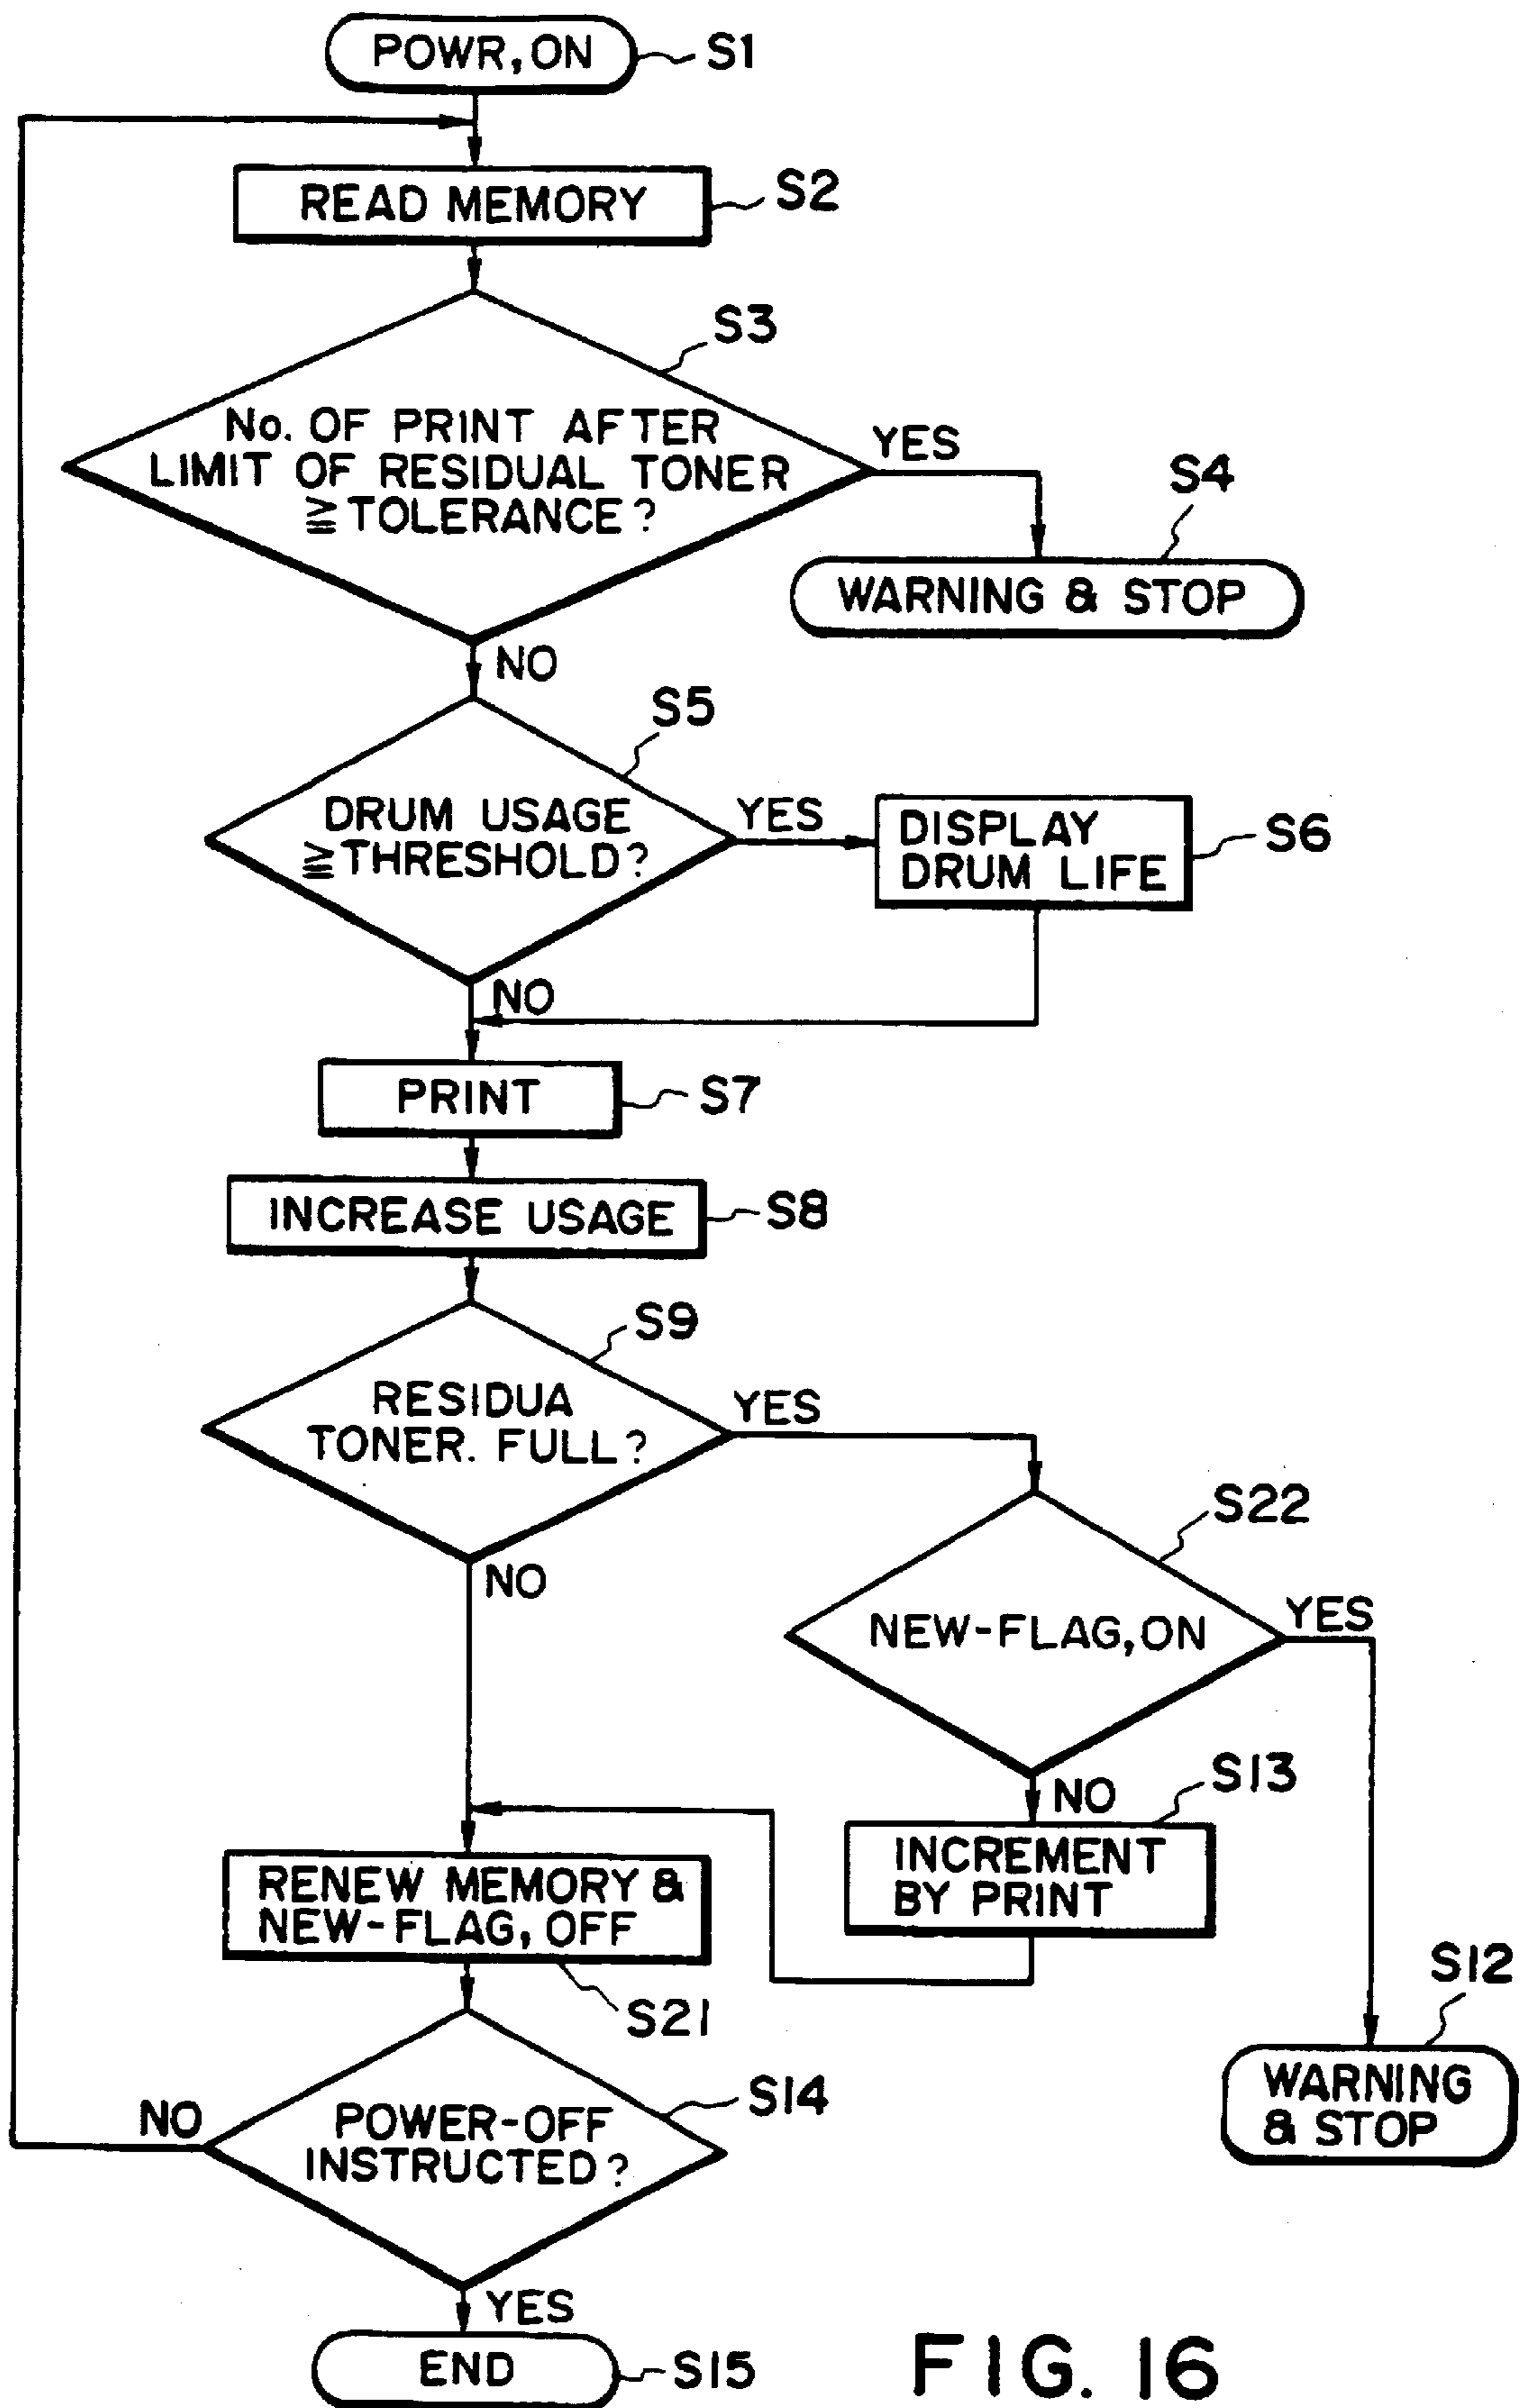 POWR, ON
S1
READ MEMORY
S2
S3
No. OF PRINT AFTER
LIMIT OF RESIDUAL TONER
≧ TOLERANCE?
YES
S4
WARNING & STOP
NO
S5
DRUM USAGE
≧ THRESHOLD?
YES
DISPLAY
DRUM LIFE
S6
NO
PRINT
S7
INCREASE USAGE
S8
S9
RESIDUA
TONER. FULL?
YES
S22
NO
NEW-FLAG, ON
YES
S13
NO
INCREMENT
BY PRINT
RENEW MEMORY &
NEW-FLAG, OFF
S21
S12
WARNING
& STOP
S14
NO
POWER-OFF
INSTRUCTED?
YES
END
S15
FIG. 16